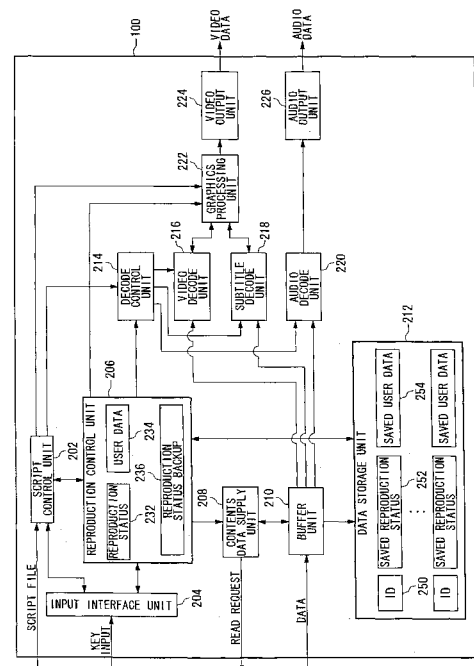 100
SCRIPT FILE
KEY
INPUT
READ REQUEST
DATA
SCRIPT
CONTROL UNIT
202
INPUT INTERFACE UNIT
204
REPRODUCTION CONTROL UNIT
206
REPRODUCTION
STATUS
232
USER DATA
234
236
REPRODUCTION
STATUS BACKUP
CONTENTS
DATA SUPPLY
UNIT
208
BUFFER
UNIT
210
DATA STORAGE UNIT
212
ID
250
ID
SAVED REPRODUCTION
STATUS
252
SAVED REPRODUCTION
STATUS
SAVED USER DATA
254
SAVED USER DATA
DECODE
CONTROL
UNIT
214
VIDEO
DECODE
UNIT
216
SUBTITLE
DECODE
UNIT
218
AUDIO
DECODE
UNIT
220
GRAPHICS
PROCESSING
UNIT
222
VIDEO
OUTPUT
UNIT
224
AUDIO
OUTPUT
UNIT
226
VIDEO
DATA
AUDIO
DATA